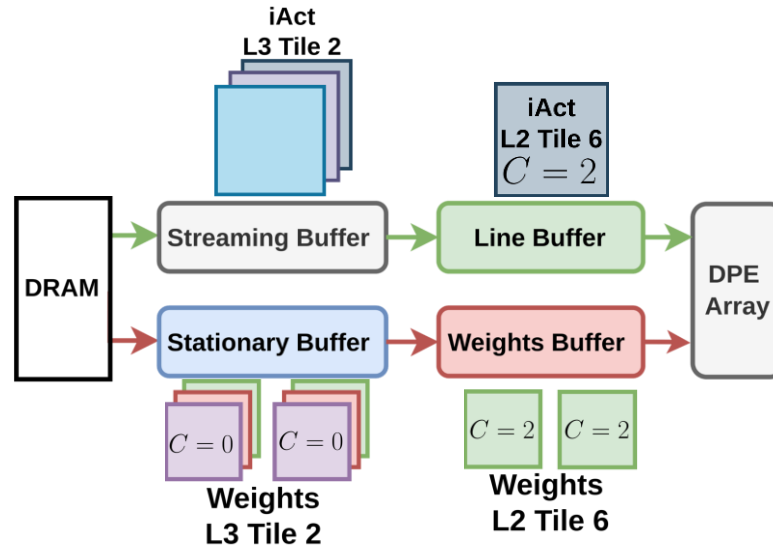 iAct
L3 Tile 2
iAct
L2 Tile 6
C = 2
DRAM
Streaming Buffer
Line Buffer
DPE
Array
Stationary Buffer
Weights Buffer
C = 0
C = 0
C = 2
C = 2
Weights
L3 Tile 2
Weights
L2 Tile 6